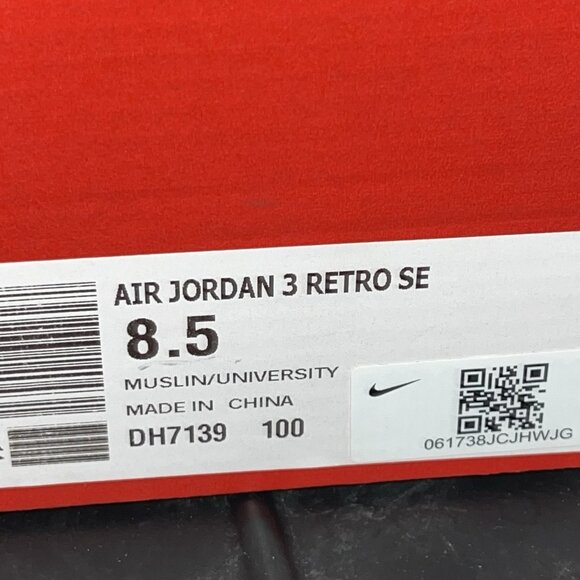 AIR JORDAN 3 RETRO SE
8.5
MUSLIN/UNIVERSITY
MADE IN CHINA
DH7139 100
061738JCJHWJG